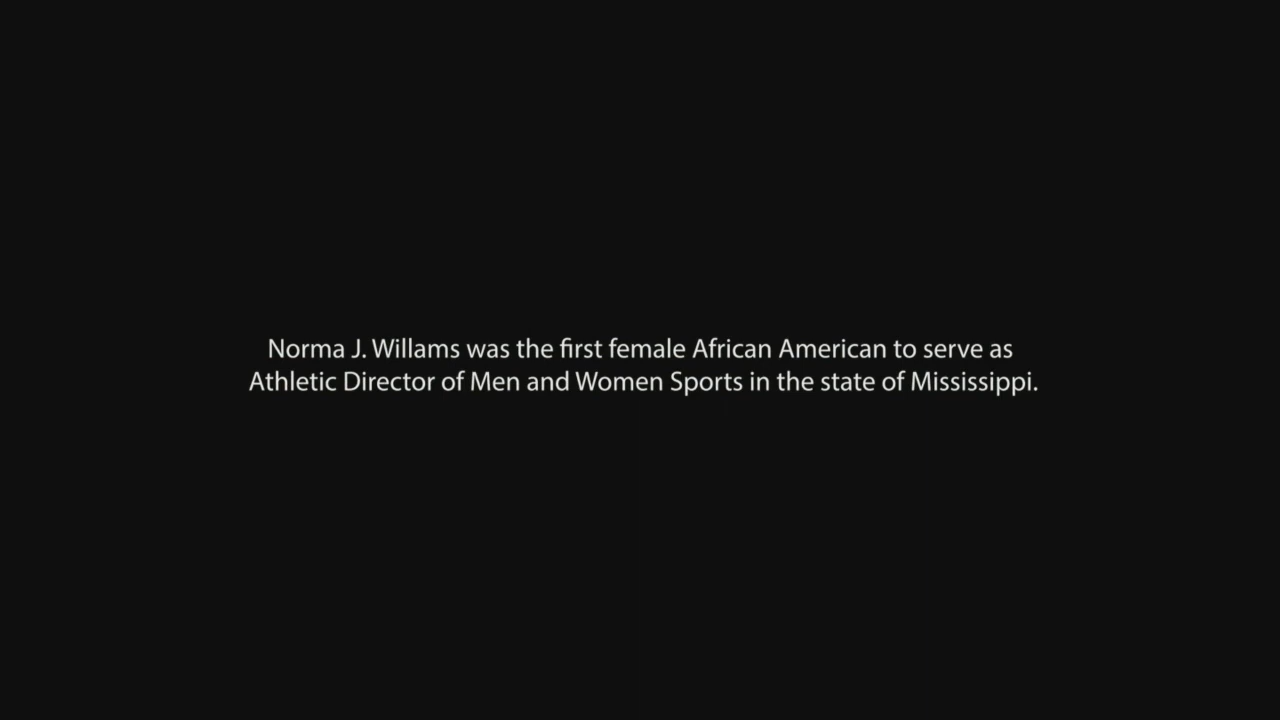 Norma J. Willams was the first female African American to serve as
Athletic Director of Men and Women Sports in the state of Mississippi.